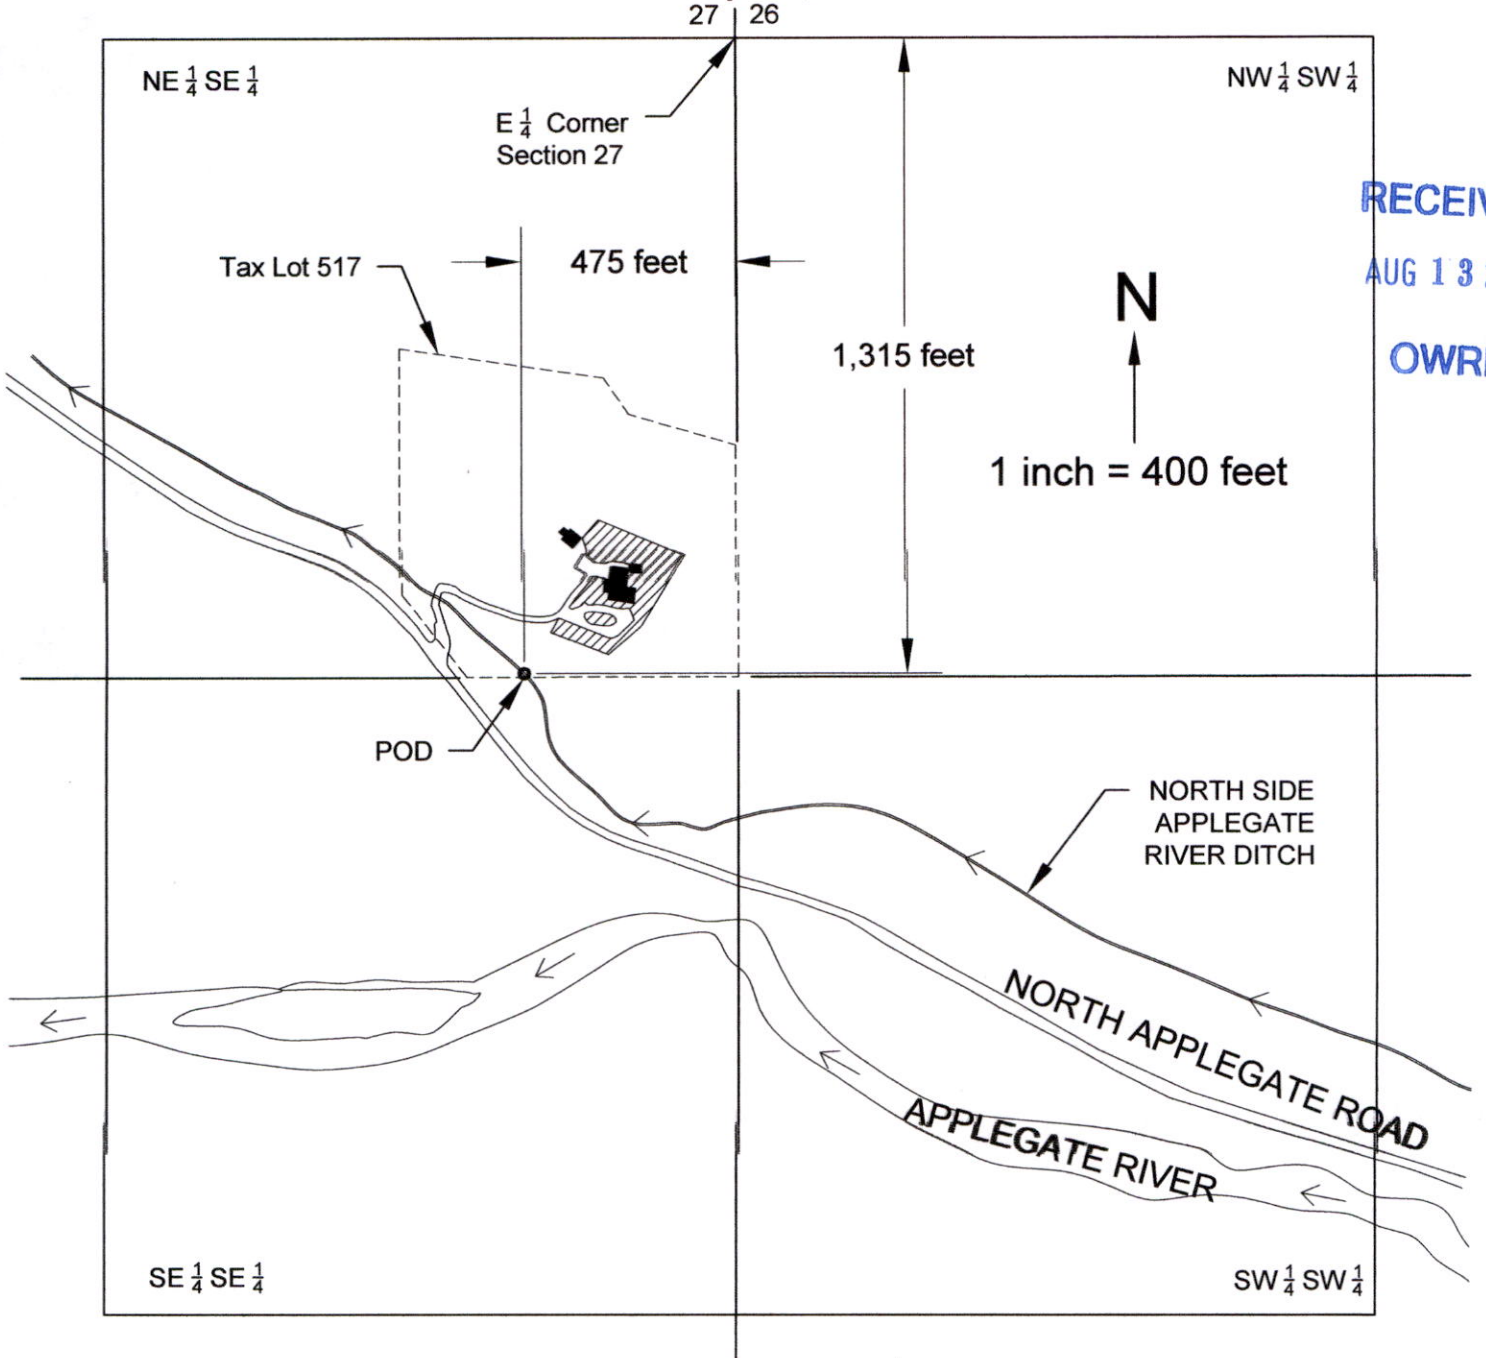 27 26
NE 1/4 SE 1/4
NW 1/4 SW 1/4
E 1/4 Corner
Section 27
Tax Lot 517
475 feet
1,315 feet
N
1 inch = 400 feet
AUG 13
POD
NORTH SIDE
APPLEGATE
RIVER DITCH
NORTH APPLEGATE ROAD
APPLEGATE RIVER
SE 1/4 SE 1/4
SW 1/4 SW 1/4